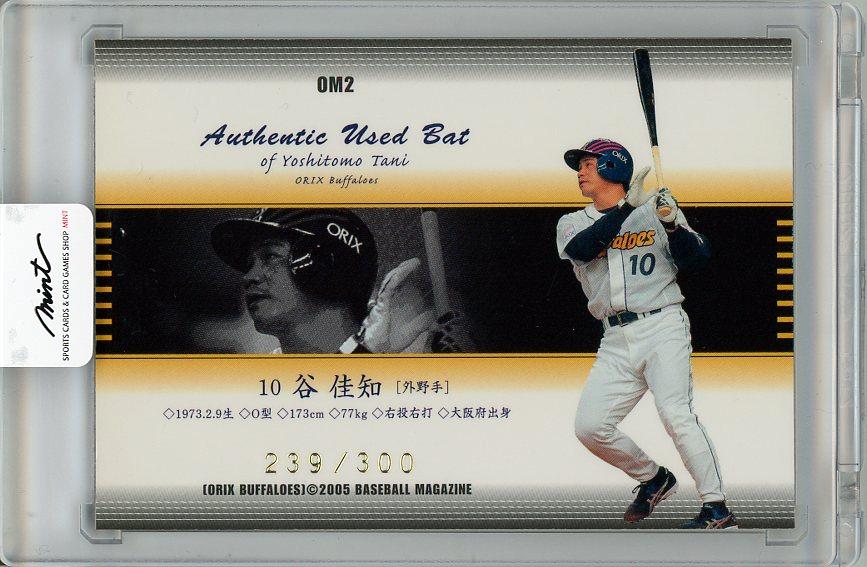 OM2
Authentic Used Bat
of Yoshitomo Tani
ORIX Buffaloes
ORIX
ORIX
faloes
10
mint
SPORTS CARDS & CARD GAMES SHOP MINT
10 谷 佳知 [外野手]
◇1973.2.9生 ◇O型 ◇173cm ◇77kg ◇右投右打 ◇大阪府出身
239/300
(ORIX BUFFALOES)©2005 BASEBALL MAGAZINE